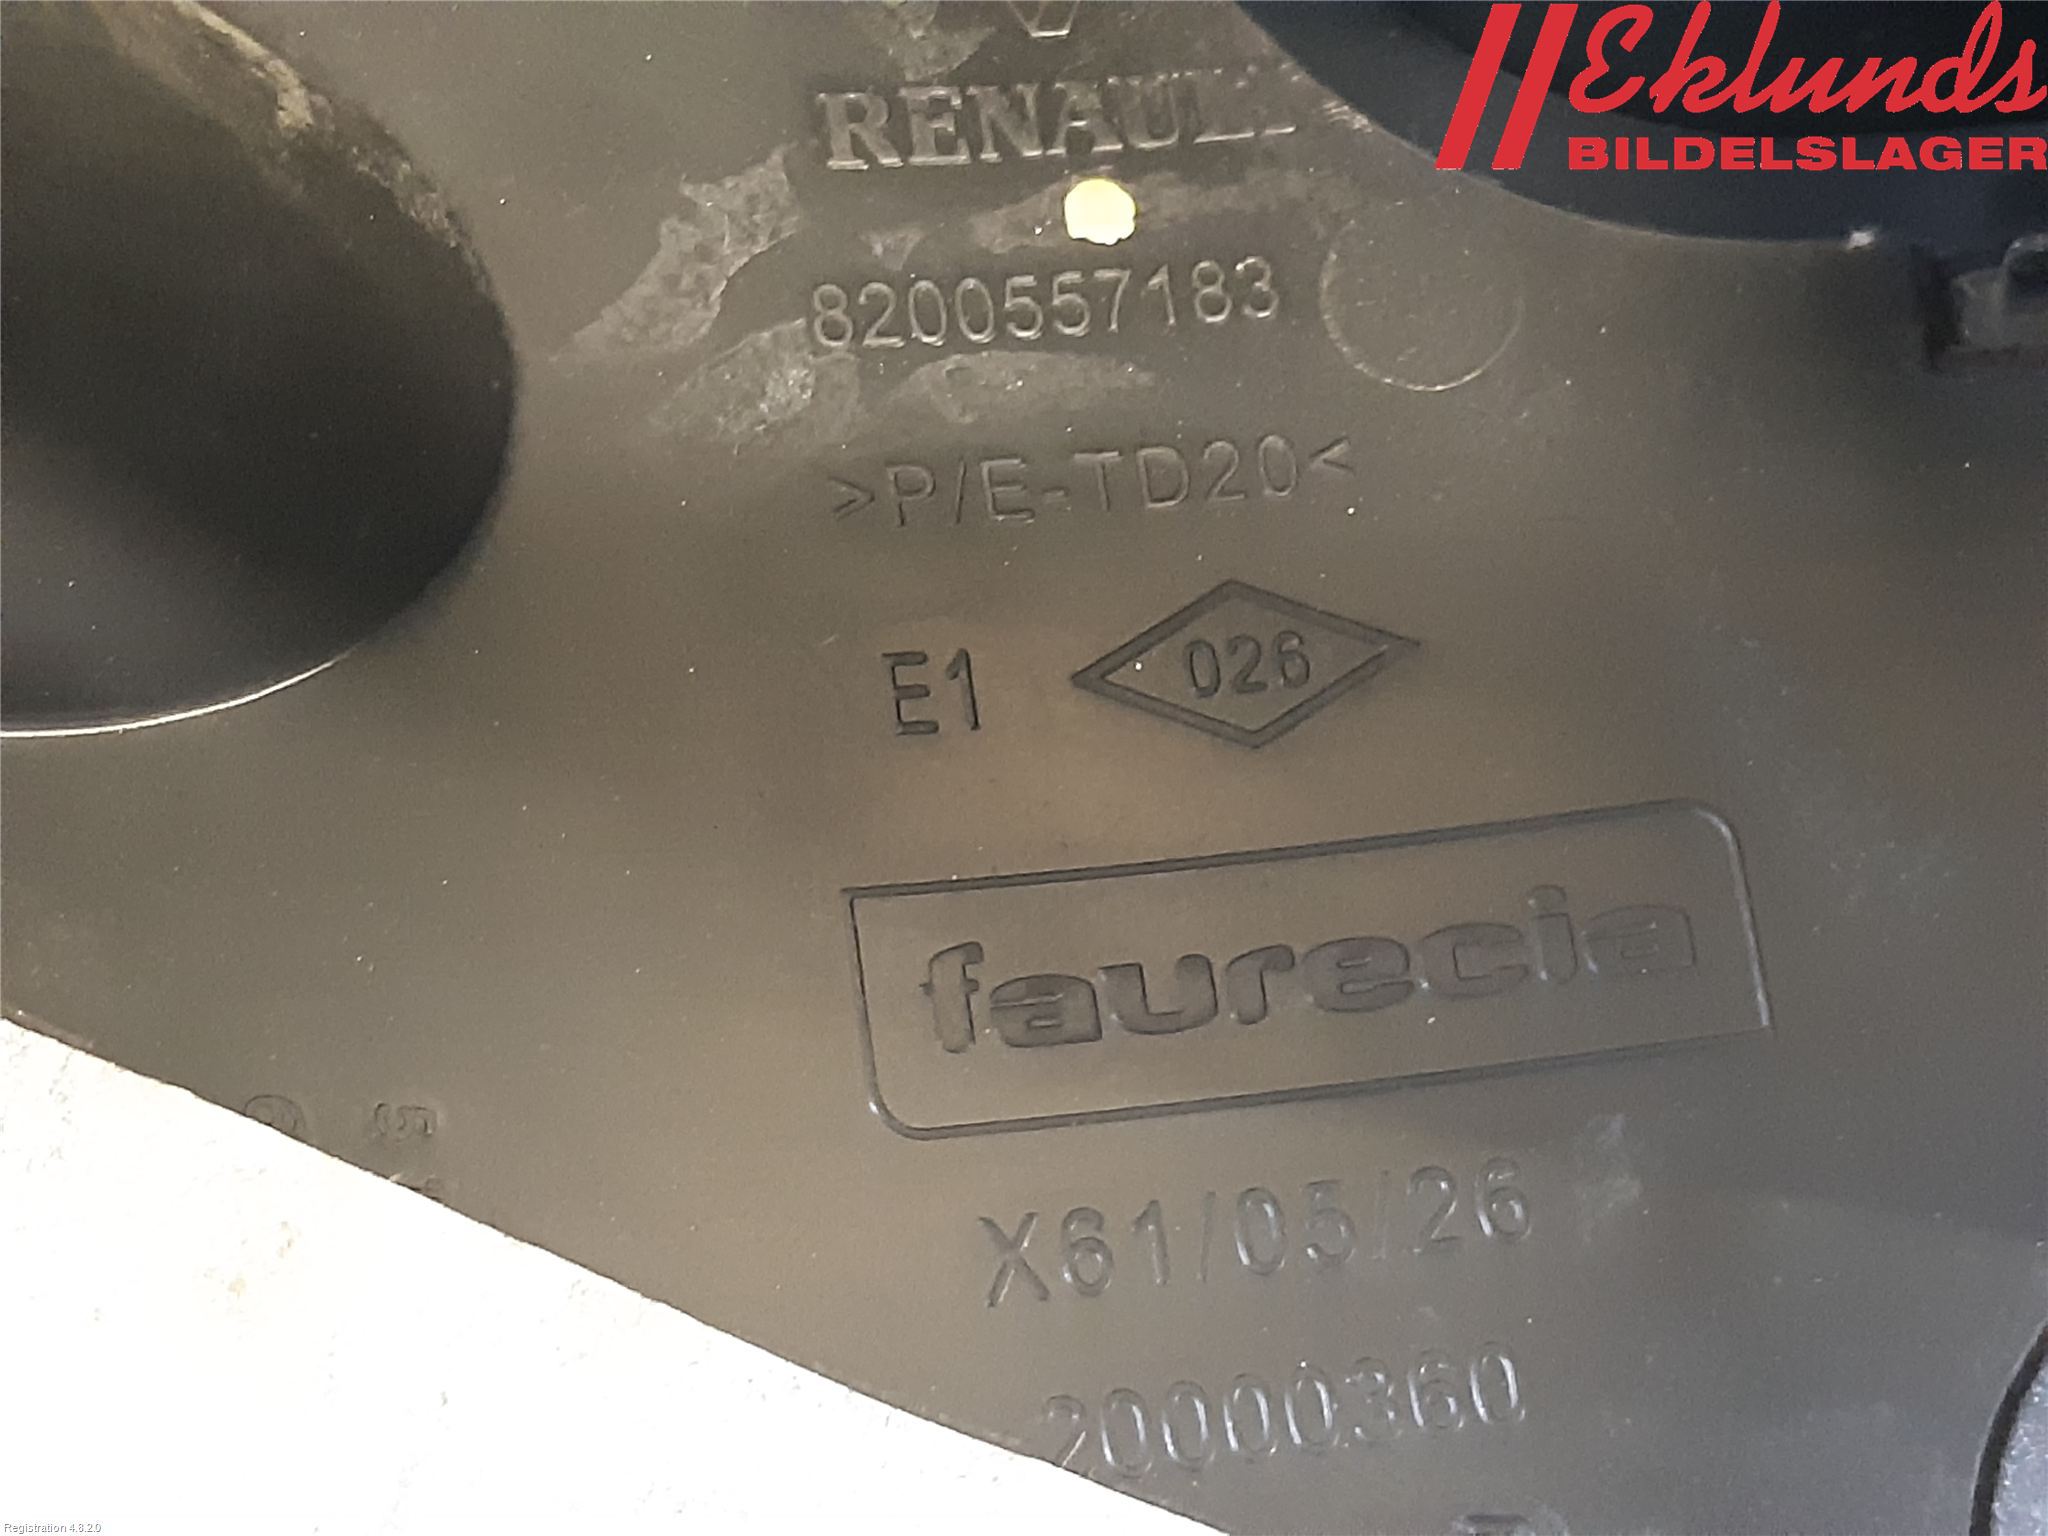 Eklunds
BILDELSLAGER
RENAULT
8200557183
>P/E-TD20<
E1 026
faurecia
X61/05/26
20000360
Registration 4.8.2.0